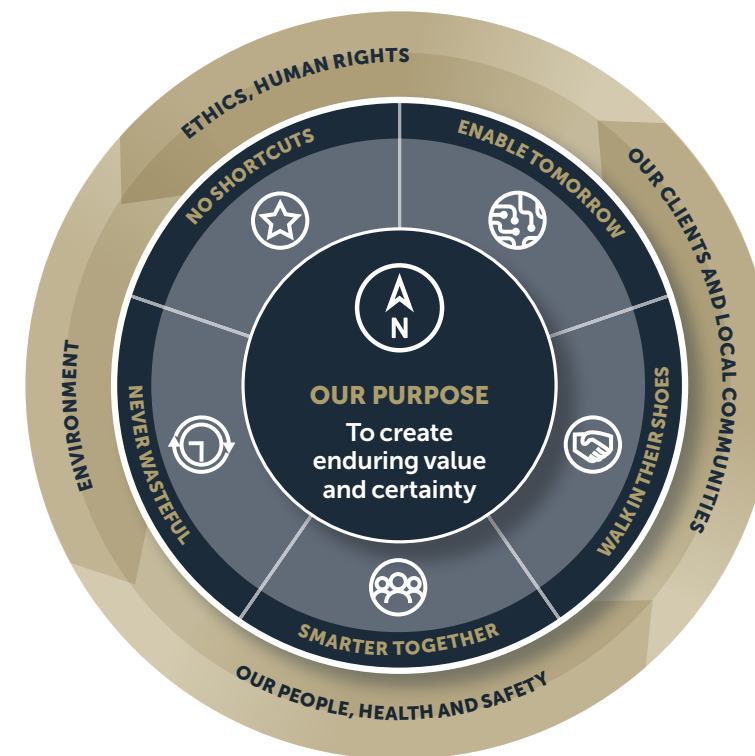 ETHICS, HUMAN RIGHTS
OUR CLIENTS AND LOCAL COMMUNITIES
OUR PEOPLE, HEALTH AND SAFETY
ENVIRONMENT
NO SHORTCUTS
ENABLE TOMORROW
WALK IN THEIR SHOES
SMARTER TOGETHER
NEVER WASTEFUL
N
OUR PURPOSE
To create
enduring value
and certainty